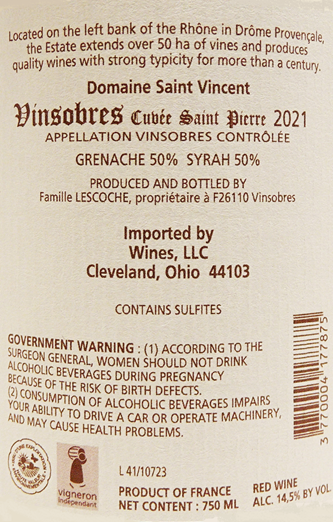 Located on the left bank of the Rhône in Drôme Provençale,
the Estate extends over 50 ha of vines and produces
quality wines with strong typicity for more than a century.
Domaine Saint Vincent
Vinsobres Cuvée Saint Pierre 2021
APPELLATION VINSOBRES CONTRÔLÉE
GRENACHE 50% SYRAH 50%
PRODUCED AND BOTTLED BY
Famille LESCOCHE, propriétaire à F26110 Vinsobres
Imported by
Wines, LLC
Cleveland, Ohio 44103
CONTAINS SULFITES
GOVERNMENT WARNING : (1) ACCORDING TO THE
SURGEON GENERAL, WOMEN SHOULD NOT DRINK
ALCOHOLIC BEVERAGES DURING PREGNANCY
BECAUSE OF THE RISK OF BIRTH DEFECTS.
(2) CONSUMPTION OF ALCOHOLIC BEVERAGES IMPAIRS
YOUR ABILITY TO DRIVE A CAR OR OPERATE MACHINERY,
AND MAY CAUSE HEALTH PROBLEMS.
3 770004 177875
vigneron
indépendant
L 41/10723
PRODUCT OF FRANCE
NET CONTENT : 750 ML
RED WINE
ALC. 14,5% BY VOL.